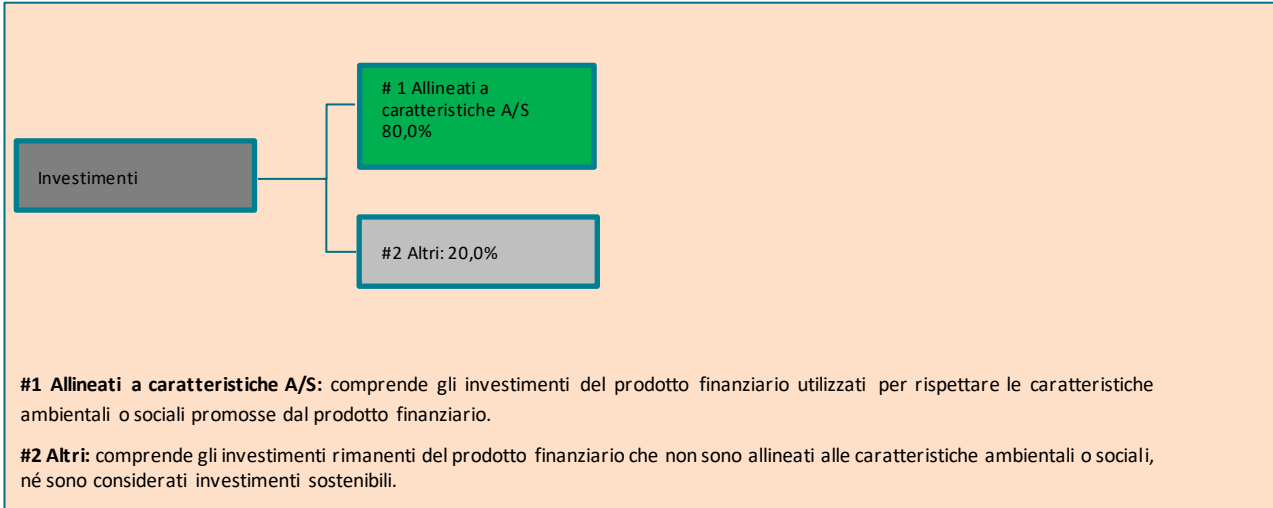 # 1 Allineati a
caratteristiche A/S
80,0%
Investimenti
#2 Altri: 20,0%
#1 Allineati a caratteristiche A/S: comprende gli investimenti del prodotto finanziario utilizzati per rispettare le caratteristiche
ambientali o sociali promosse dal prodotto finanziario.
#2 Altri: comprende gli investimenti rimanenti del prodotto finanziario che non sono allineati alle caratteristiche ambientali o sociali,
né sono considerati investimenti sostenibili.